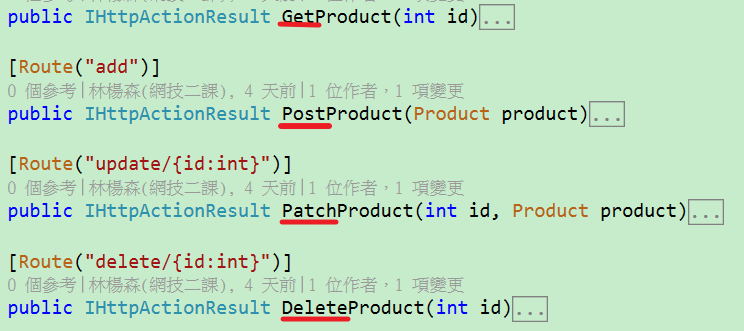 public IHttpActionResult GetProduct(int id)...
[Route("add")]
0 個參考|林楊森(網技二課), 4 天前|1 位作者，1 項變更
public IHttpActionResult PostProduct(Product product)...
[Route("update/{id:int}")]
0 個參考|林楊森(網技二課), 4 天前|1 位作者，1 項變更
public IHttpActionResult PatchProduct(int id, Product product)...
[Route("delete/{id:int}")]
0 個參考|林楊森(網技二課), 4 天前|1 位作者，1 項變更
public IHttpActionResult DeleteProduct(int id)...